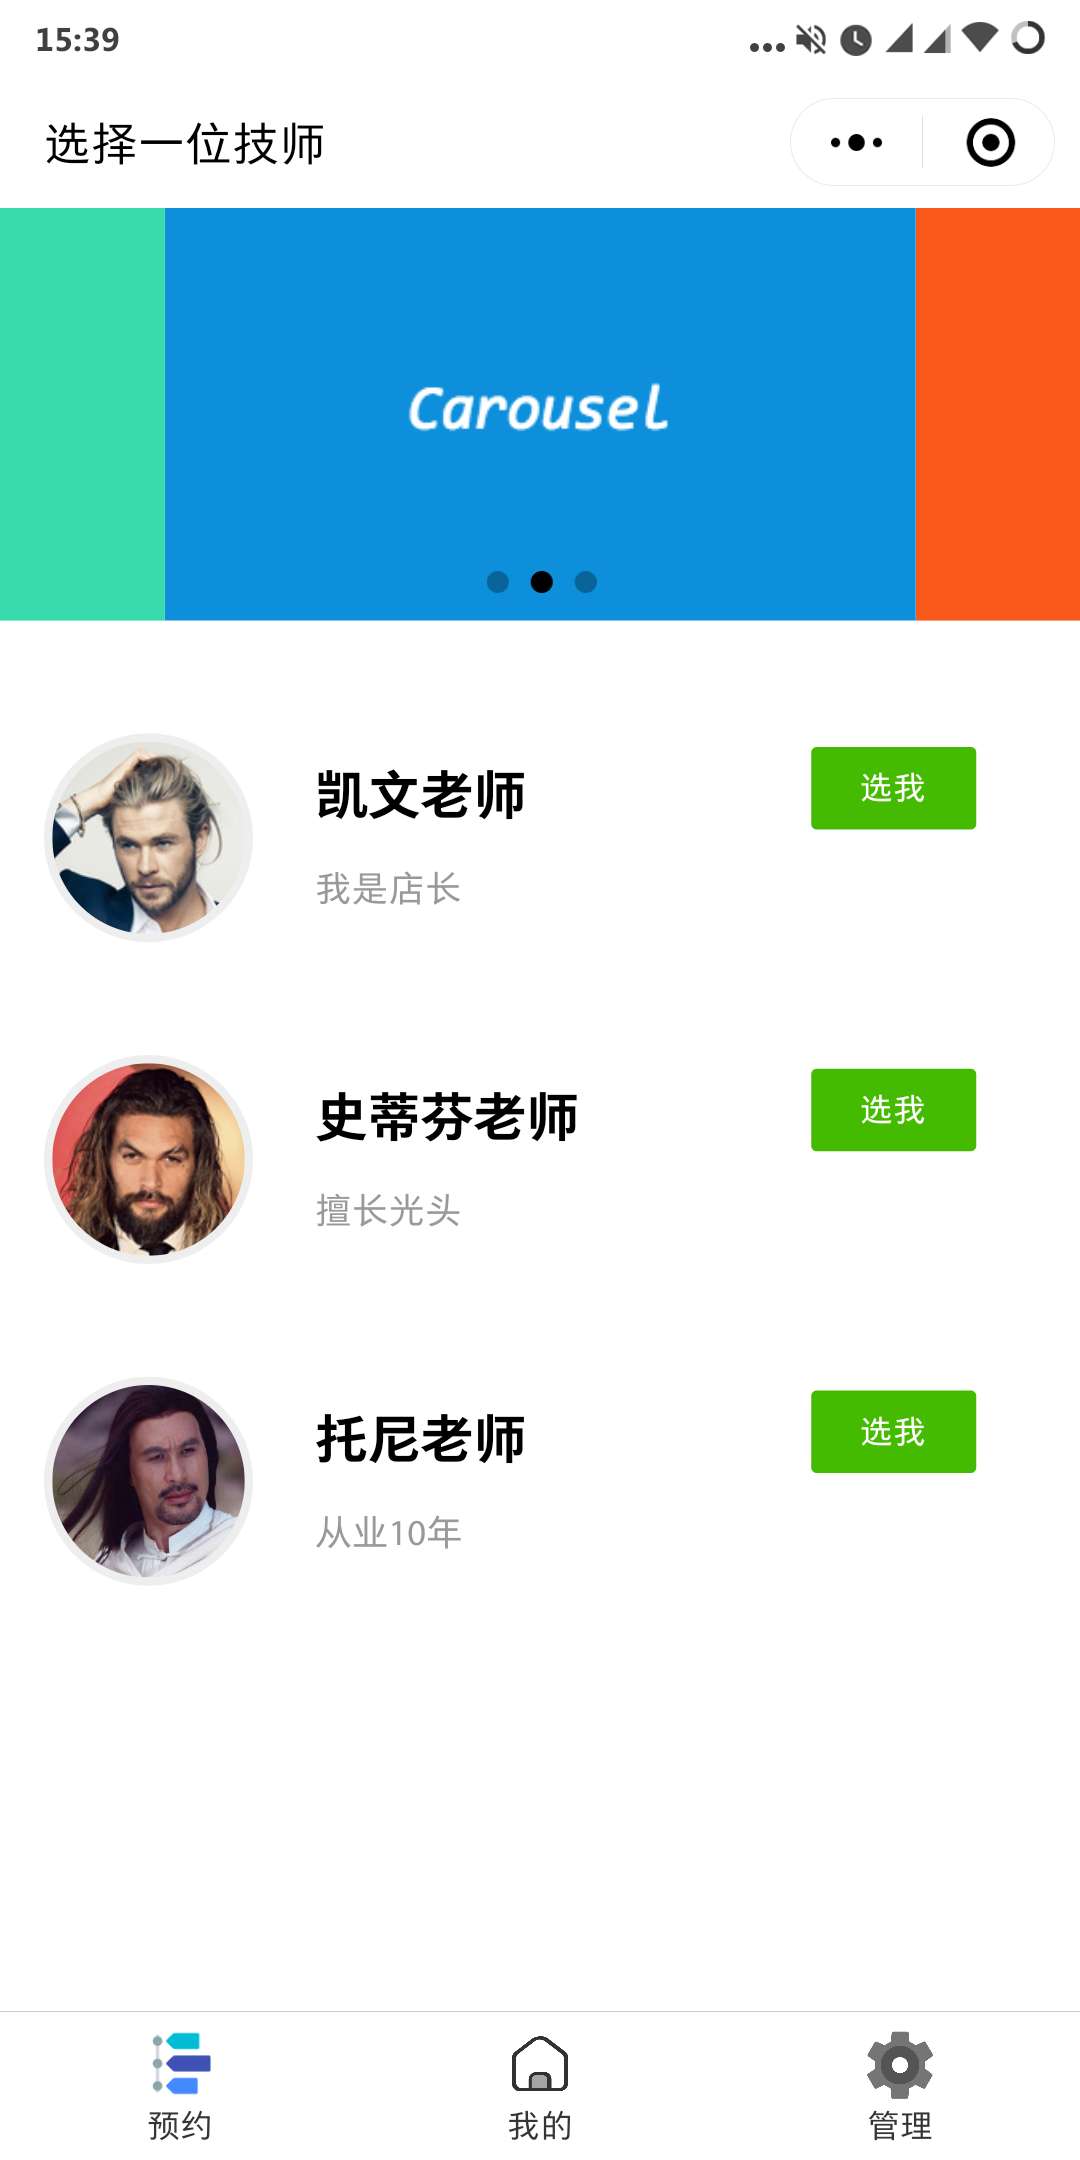 15:39
选择一位技师
Carousel
凯文老师
选我
我是店长
史蒂芬老师
选我
擅长光头
托尼老师
选我
从业10年
预约
我的
管理